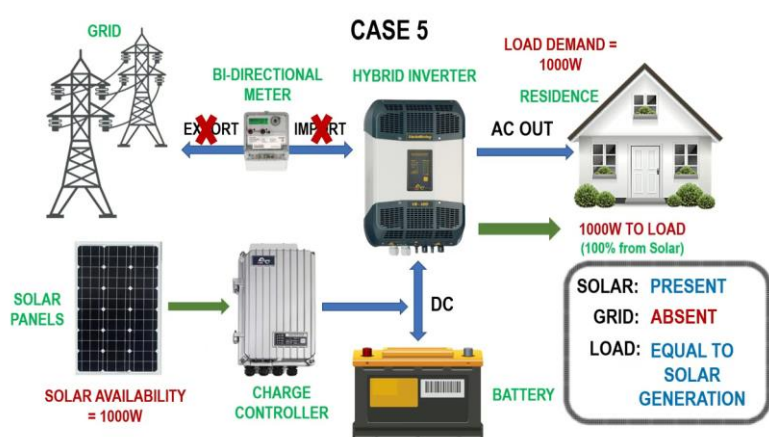 CASE 5
GRID
BI-DIRECTIONAL
METER
HYBRID INVERTER
LOAD DEMAND =
1000W
RESIDENCE
EXPORT
IMPORT
AC OUT
1000W TO LOAD
(100% from Solar)
SOLAR
PANELS
DC
SOLAR: PRESENT
GRID: ABSENT
LOAD: EQUAL TO
SOLAR
GENERATION
SOLAR AVAILABILITY
= 1000W
CHARGE
CONTROLLER
BATTERY